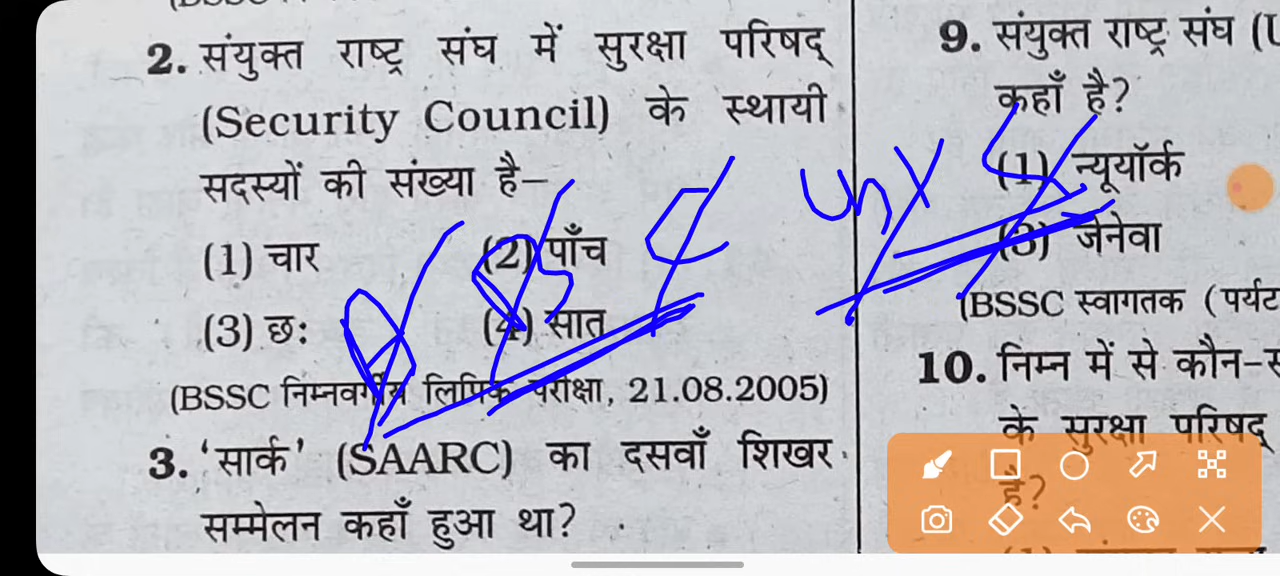 2. संयुक्त राष्ट्र संघ में सुरक्षा परिषद्
(Security Council) के स्थायी
सदस्यों की संख्या है–
(1) चार (2) पाँच
(3) छः (4) सात
(BSSC निम्नवर्गीय लिपिक परीक्षा, 21.08.2005)
3. 'सार्क' (SAARC) का दसवाँ शिखर
सम्मेलन कहाँ हुआ था?
9. संयुक्त राष्ट्र संघ (U
कहाँ है?
(1) न्यूयॉर्क
(3) जेनेवा
(BSSC स्वागतक (पर्यट
10. निम्न में से कौन-स
के सुरक्षा परिषद्
है?